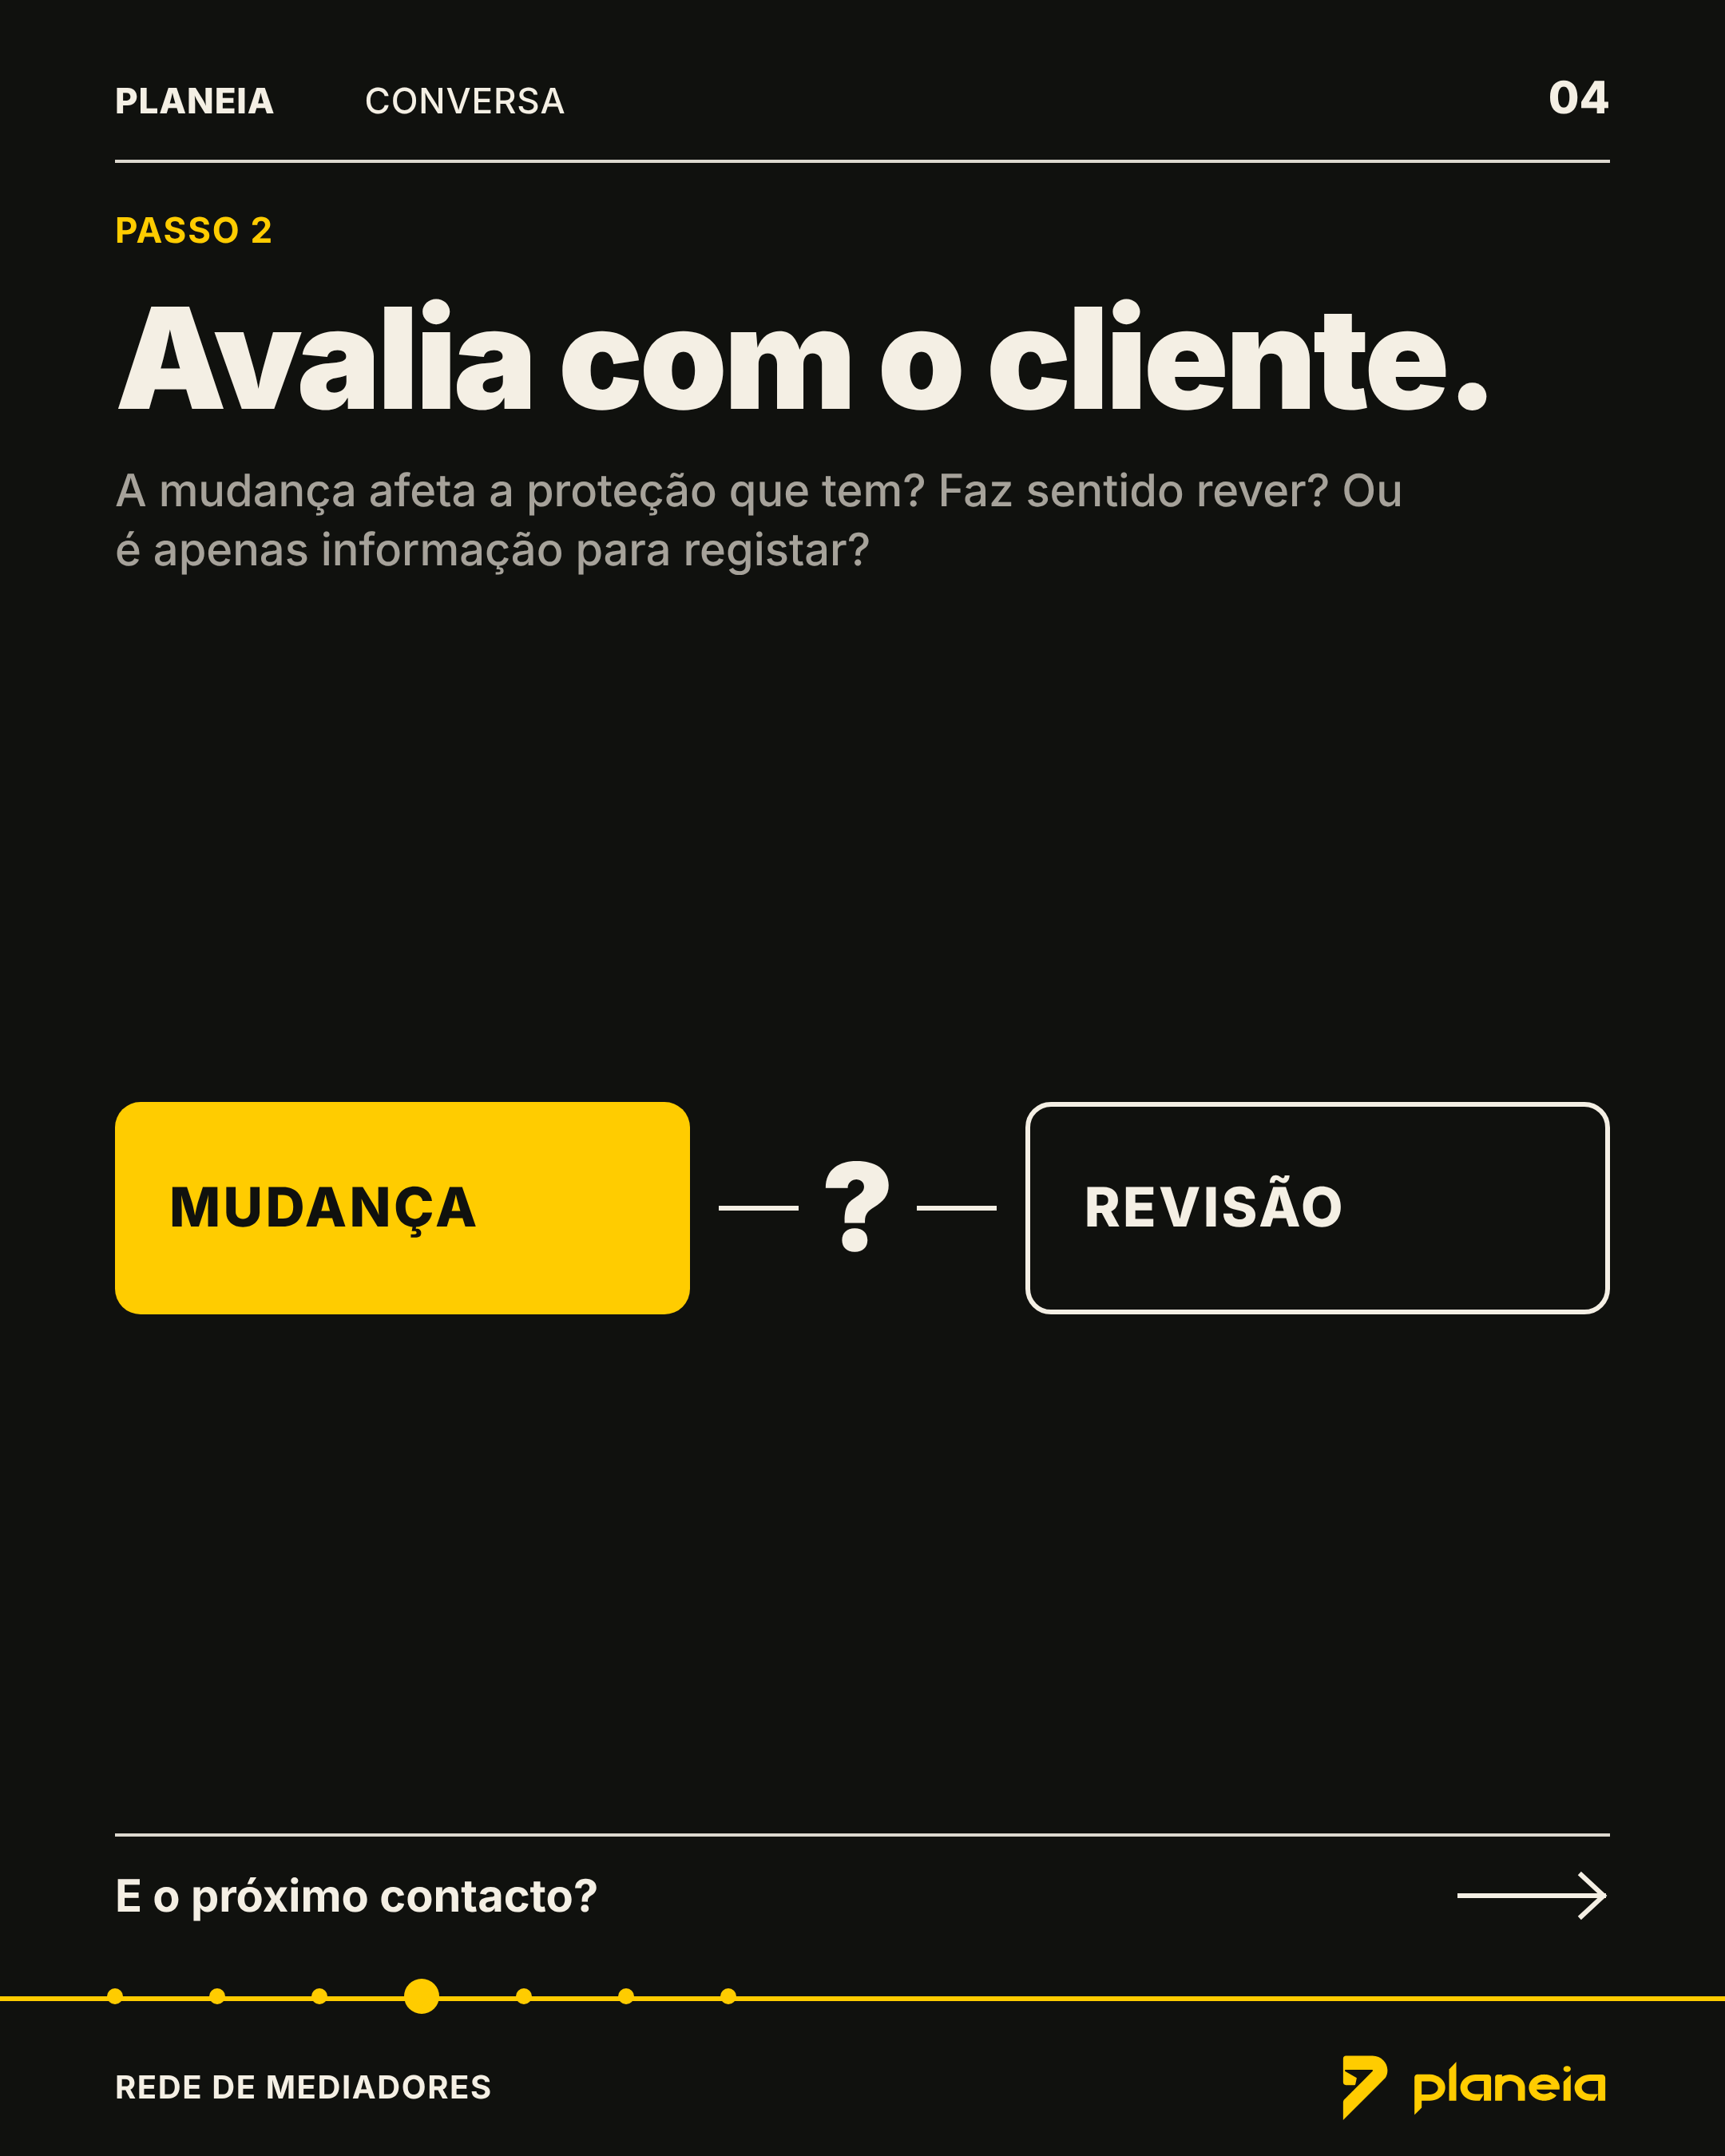 PLANEIA CONVERSA 04
PASSO 2
Avalia com o cliente.
A mudança afeta a proteção que tem? Faz sentido rever? Ou
é apenas informação para registar?
MUDANÇA ? REVISÃO
E o próximo contacto?
REDE DE MEDIADORES planeia